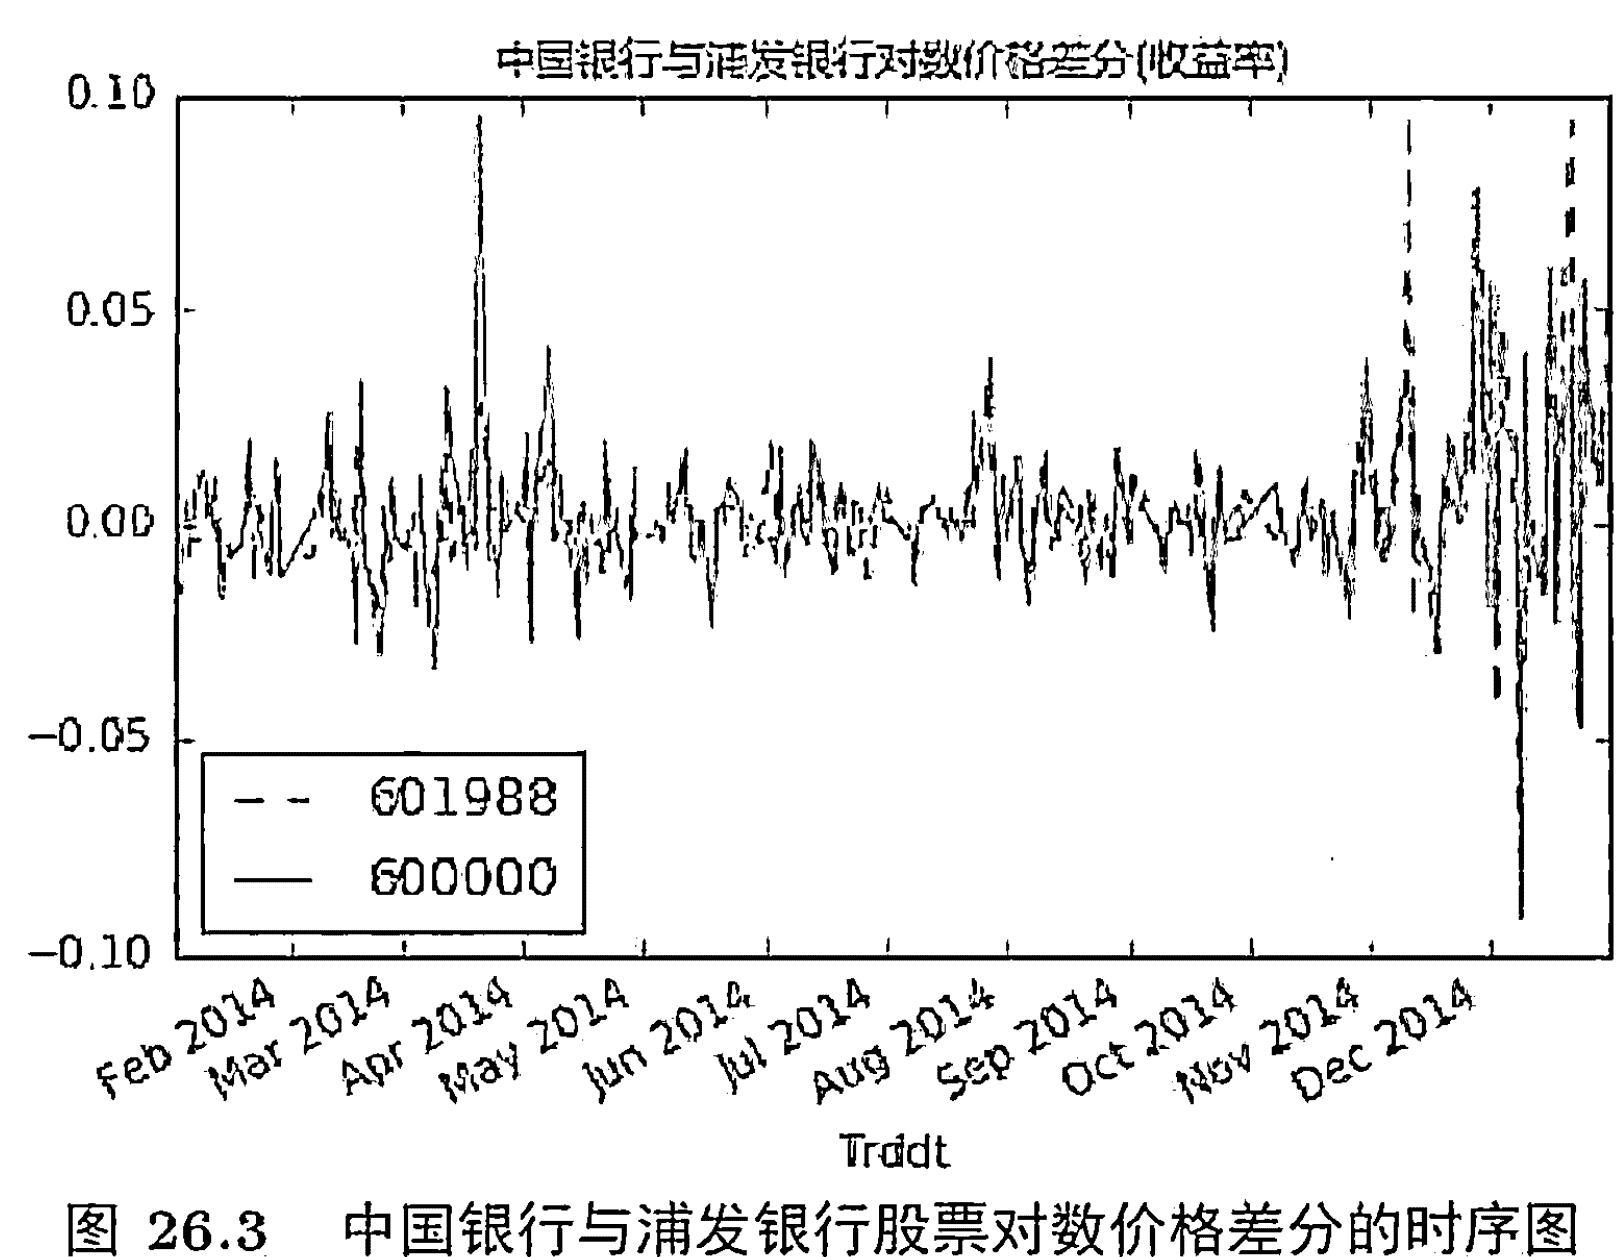 中国银行与浦发银行对数价格差分(收益率)
0.10
0.05
0.00
−0.05
−0.10
601988
600000
Feb 2014
Mar 2014
Apr 2014
May 2014
Jun 2014
Jul 2014
Aug 2014
Sep 2014
Oct 2014
Nov 2014
Dec 2014
Trddt
图 26.3 中国银行与浦发银行股票对数价格差分的时序图